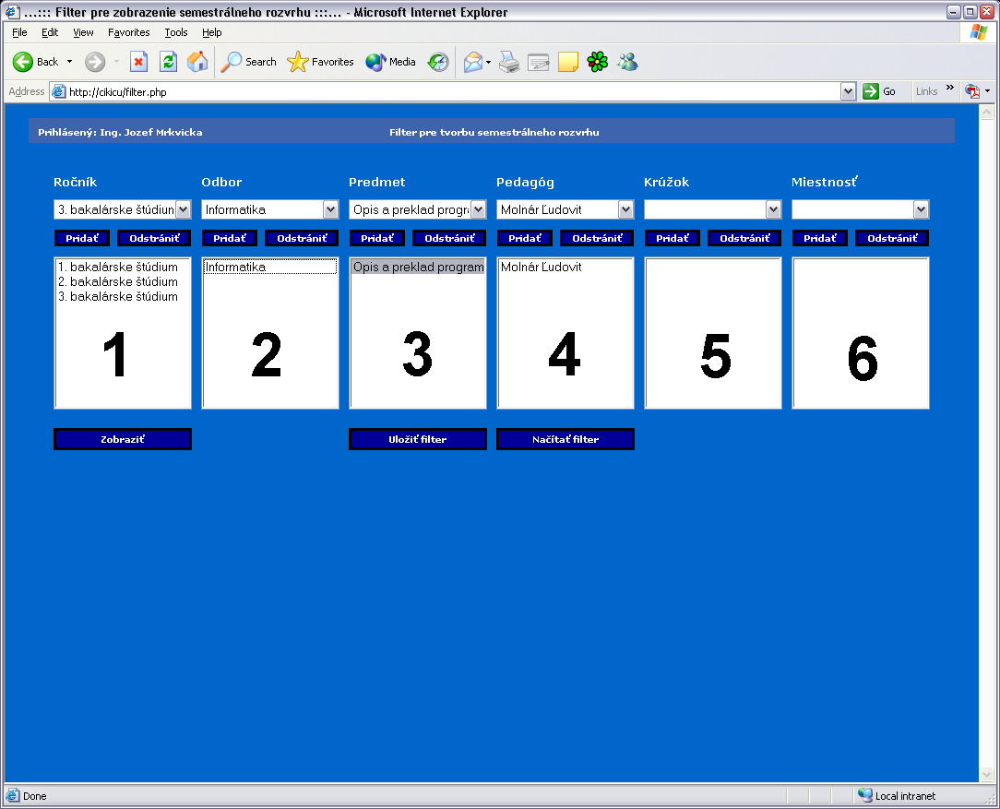 ...::: Filter pre zobrazenie semestrálneho rozvrhu :::... - Microsoft Internet Explorer
File Edit View Favorites Tools Help
Back Search Favorites Media
Address http://cikicu/filter.php Go Links »
Prihlásený: Ing. Jozef Mrkvicka Filter pre tvorbu semestrálneho rozvrhu
Ročník Odbor Predmet Pedagóg Krúžok Miestnosť
3. bakalárske štúdiun Informatika Opis a preklad progra Molnár Ľudovit
Pridať Odstrániť Pridať Odstrániť Pridať Odstrániť Pridať Odstrániť Pridať Odstrániť Pridať Odstrániť
1. bakalárske štúdium Informatika Opis a preklad program Molnár Ľudovit
2. bakalárske štúdium
3. bakalárske štúdium
1 2 3 4 5 6
Zobraziť Uložiť filter Načítať filter
Done Local intranet